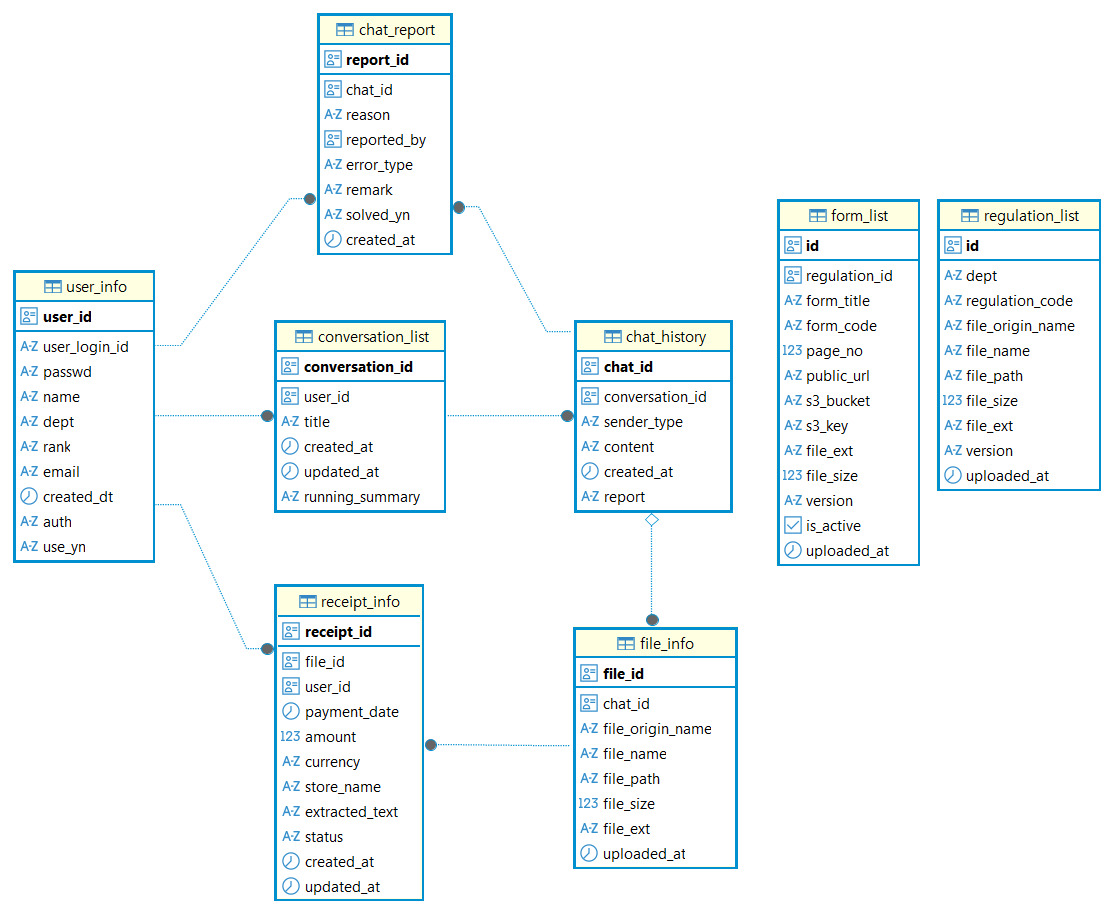 chat_report
report_id
chat_id
A-Z reason
reported_by
A-Z error_type
A-Z remark
A-Z solved_yn
created_at
user_info
user_id
A-Z user_login_id
A-Z passwd
A-Z name
A-Z dept
A-Z rank
A-Z email
created_dt
A-Z auth
A-Z use_yn
conversation_list
conversation_id
user_id
A-Z title
created_at
updated_at
A-Z running_summary
chat_history
chat_id
conversation_id
A-Z sender_type
A-Z content
created_at
A-Z report
form_list
id
regulation_id
A-Z form_title
A-Z form_code
123 page_no
A-Z public_url
A-Z s3_bucket
A-Z s3_key
A-Z file_ext
123 file_size
A-Z version
is_active
uploaded_at
regulation_list
id
A-Z dept
A-Z regulation_code
A-Z file_origin_name
A-Z file_name
A-Z file_path
123 file_size
A-Z file_ext
A-Z version
uploaded_at
receipt_info
receipt_id
file_id
user_id
payment_date
123 amount
A-Z currency
A-Z store_name
A-Z extracted_text
A-Z status
created_at
updated_at
file_info
file_id
chat_id
A-Z file_origin_name
A-Z file_name
A-Z file_path
123 file_size
A-Z file_ext
uploaded_at